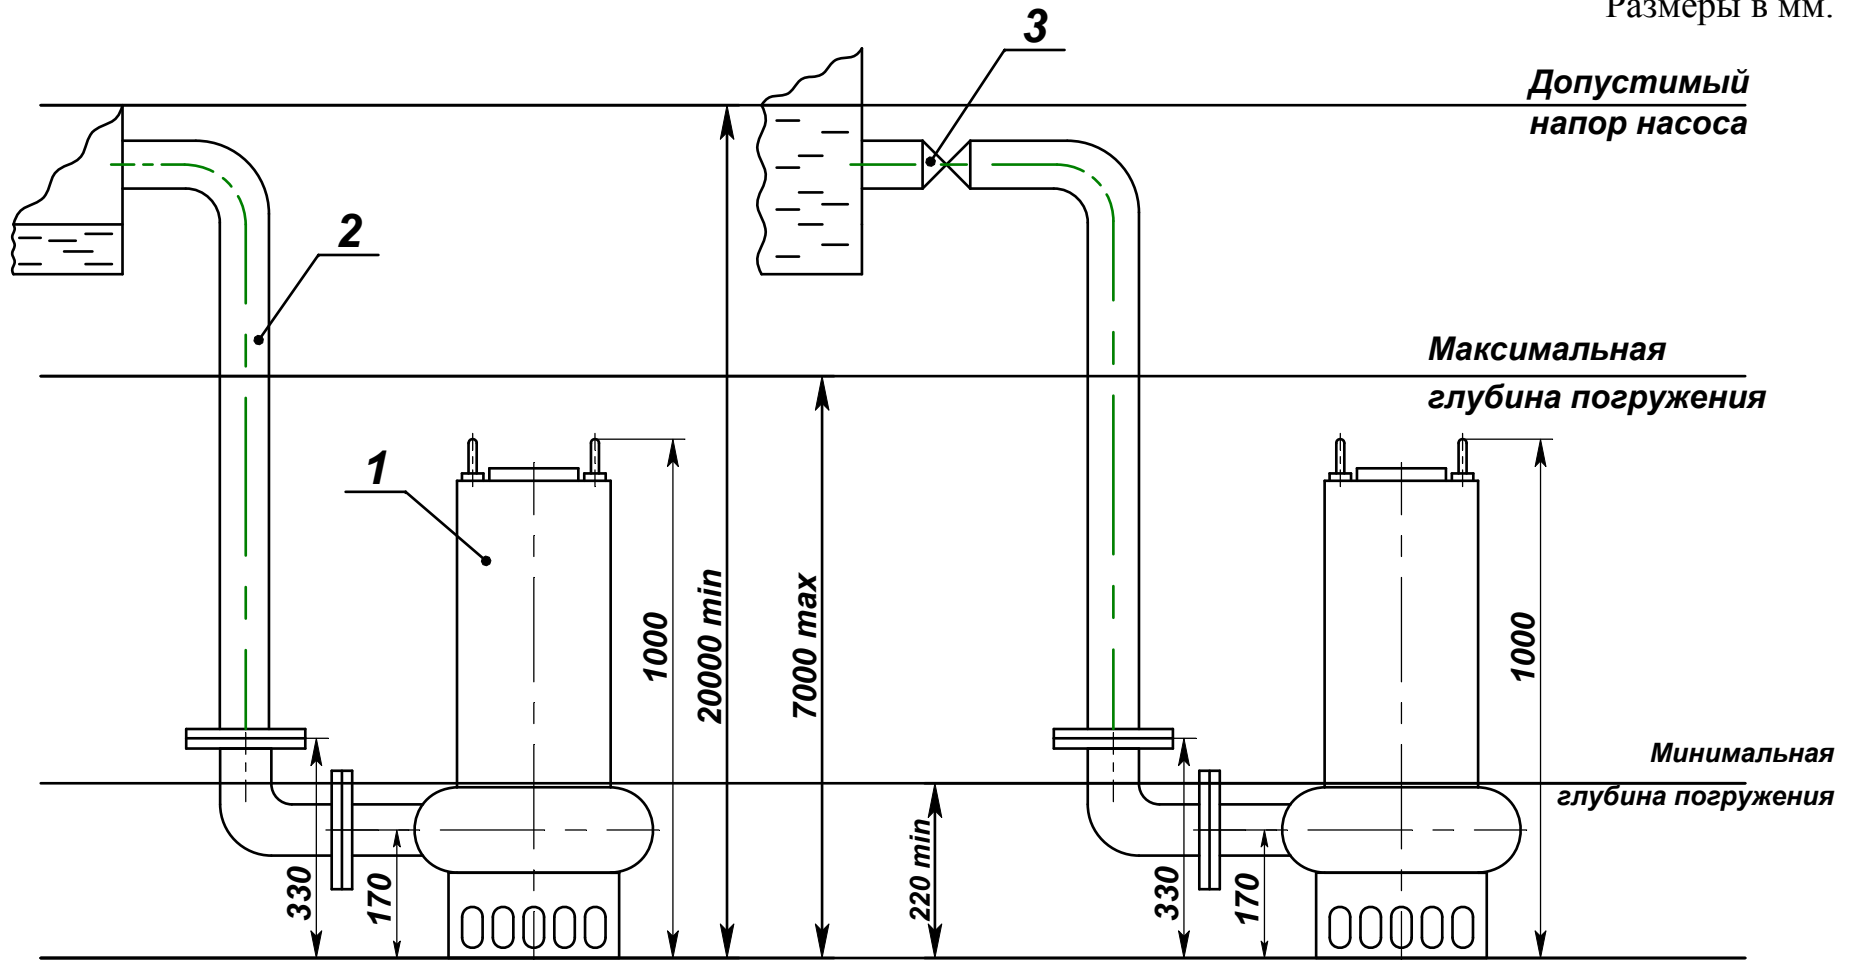 Размеры в мм.
3
Допустимый
напор насоса
2
Максимальная
глубина погружения
1
1000
20000 min
7000 max
1000
Минимальная
глубина погружения
330
170
220 min
330
170